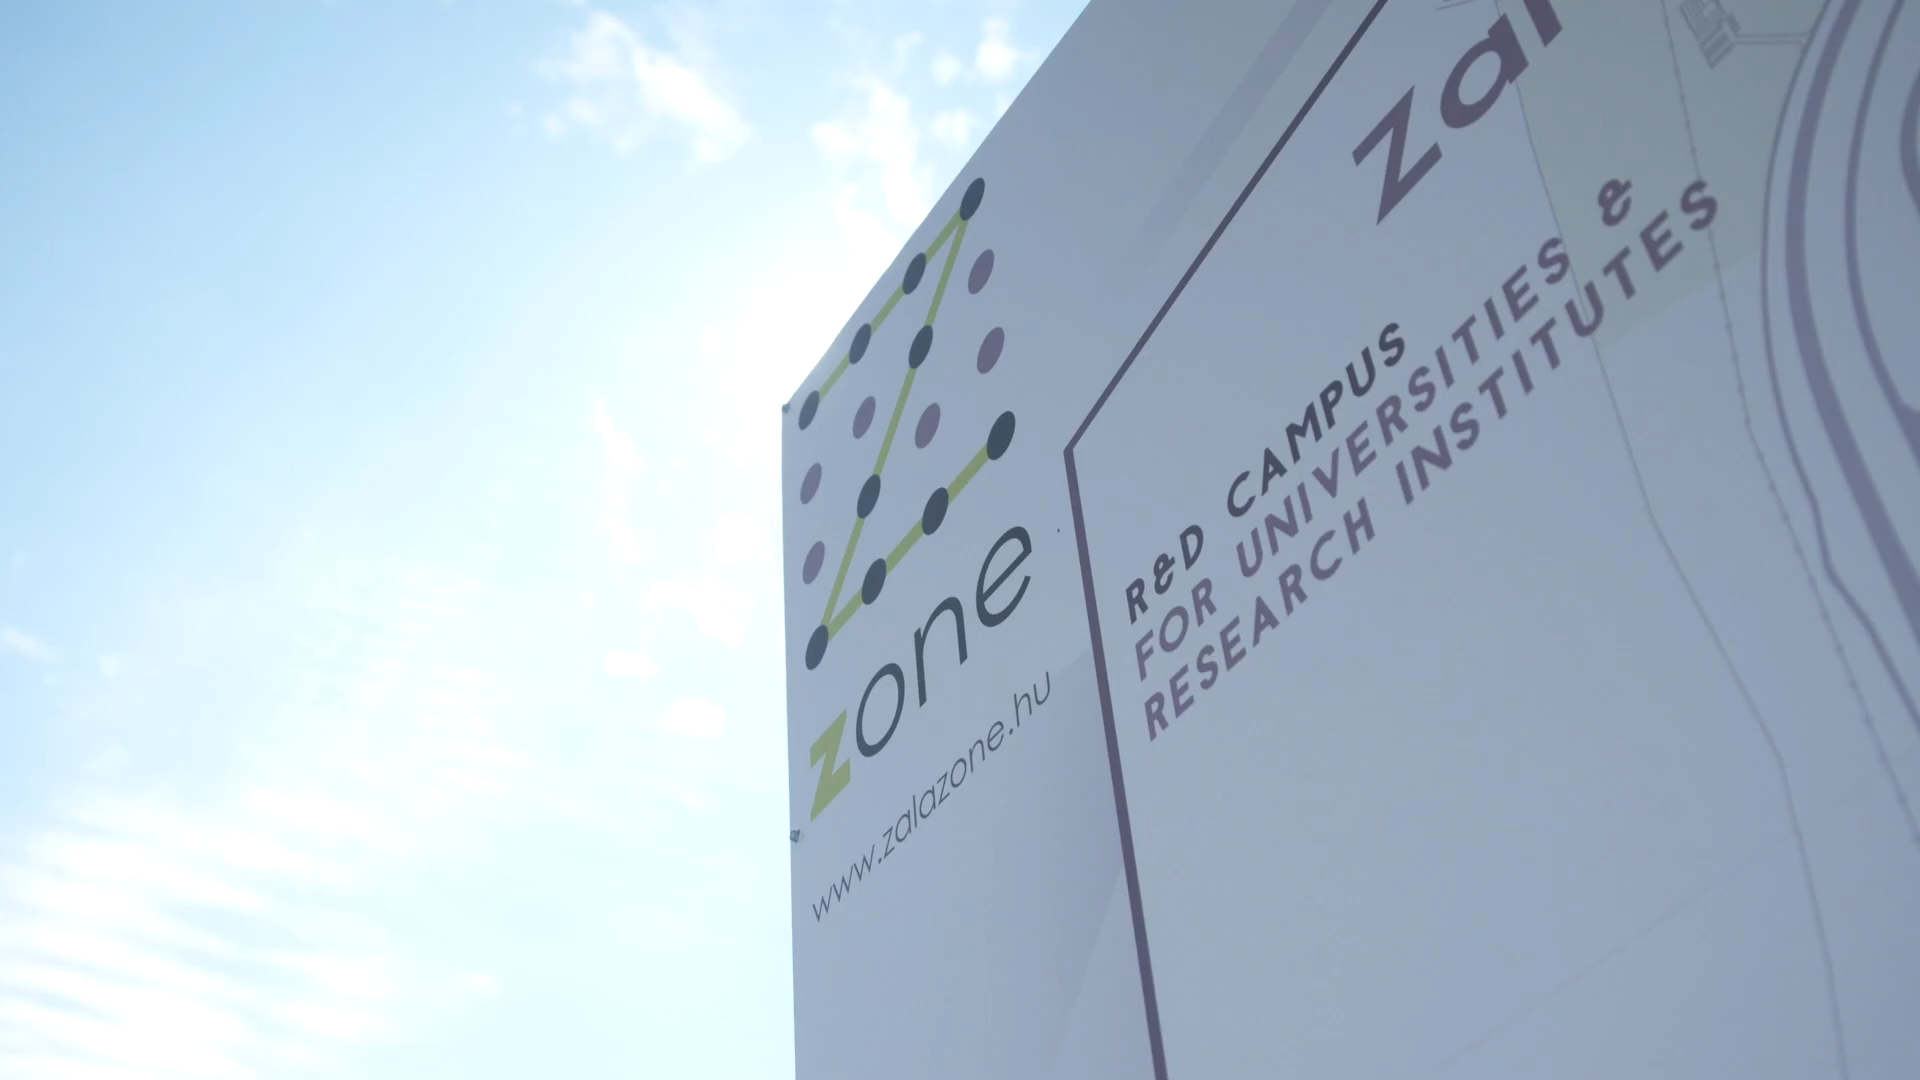 zone
www.zalazone.hu
R&D CAMPUS
FOR UNIVERSITIES &
RESEARCH INSTITUTES